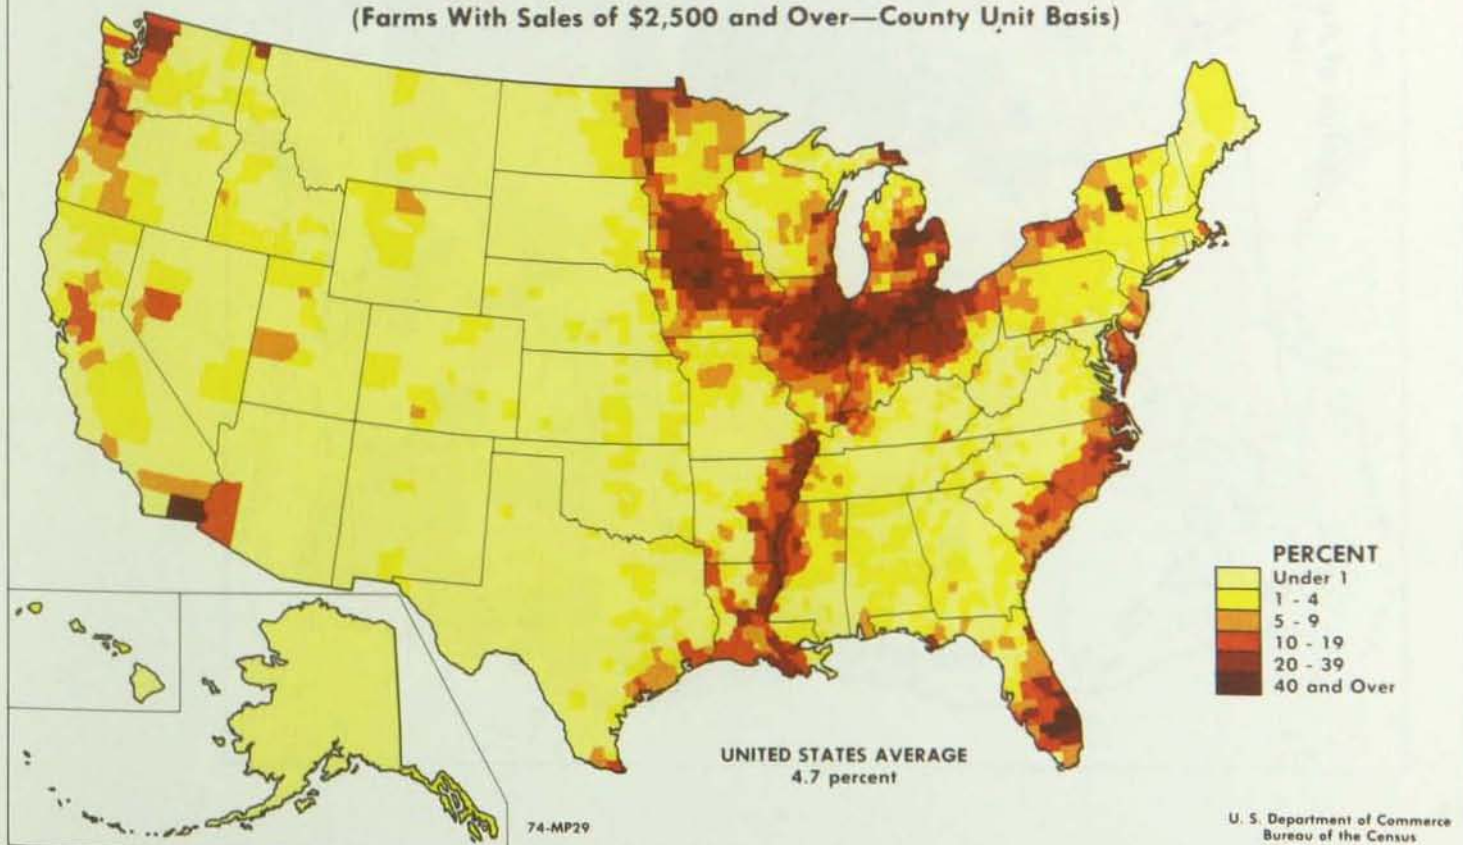 (Farms With Sales of $2,500 and Over—County Unit Basis)
PERCENT
Under 1
1 - 4
5 - 9
10 - 19
20 - 39
40 and Over
UNITED STATES AVERAGE
4.7 percent
74-MP29
U. S. Department of Commerce
Bureau of the Census